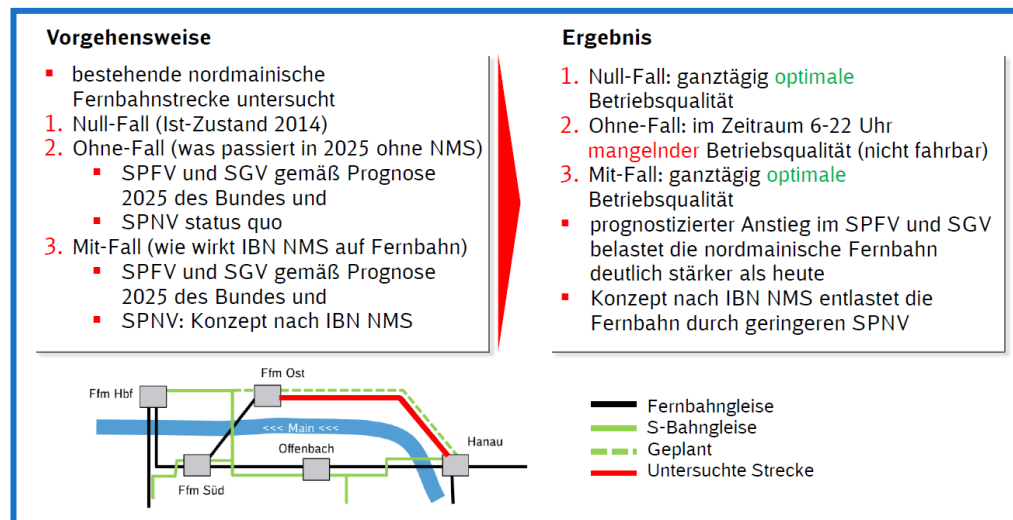 Vorgehensweise
▪ bestehende nordmainische
Fernbahnstrecke untersucht
1. Null-Fall (Ist-Zustand 2014)
2. Ohne-Fall (was passiert in 2025 ohne NMS)
▪ SPFV und SGV gemäß Prognose
2025 des Bundes und
▪ SPNV status quo
3. Mit-Fall (wie wirkt IBN NMS auf Fernbahn)
▪ SPFV und SGV gemäß Prognose
2025 des Bundes und
▪ SPNV: Konzept nach IBN NMS
Ergebnis
1. Null-Fall: ganztägig optimale
Betriebsqualität
2. Ohne-Fall: im Zeitraum 6-22 Uhr
mangelnder Betriebsqualität (nicht fahrbar)
3. Mit-Fall: ganztägig optimale
Betriebsqualität
▪ prognostizierter Anstieg im SPFV und SGV
belastet die nordmainische Fernbahn
deutlich stärker als heute
▪ Konzept nach IBN NMS entlastet die
Fernbahn durch geringeren SPNV
Ffm Hbf
Ffm Ost
<<< Main <<<
Offenbach
Hanau
Ffm Süd
Fernbahngleise
S-Bahngleise
Geplant
Untersuchte Strecke